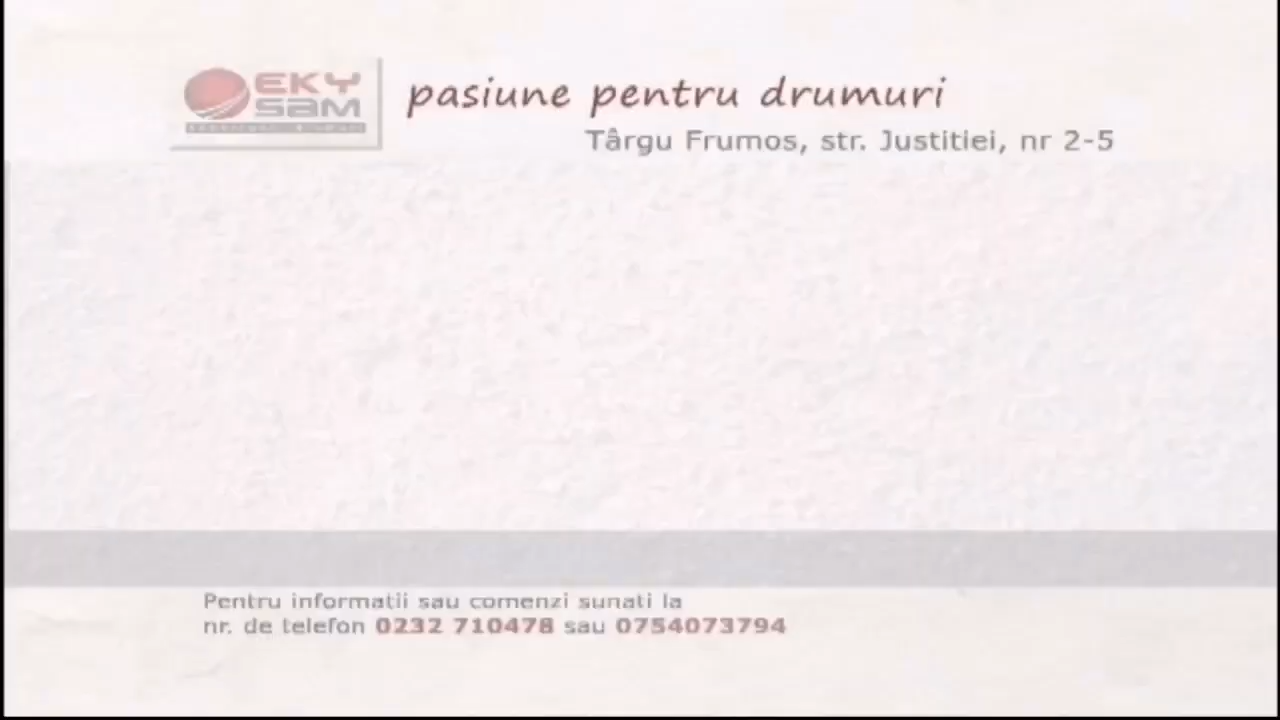 EKY
SAM
pasiune pentru drumuri
Târgu Frumos, str. Justitiei, nr 2-5
Pentru informatii sau comenzi sunati la
nr. de telefon 0232 710478 sau 0754073794